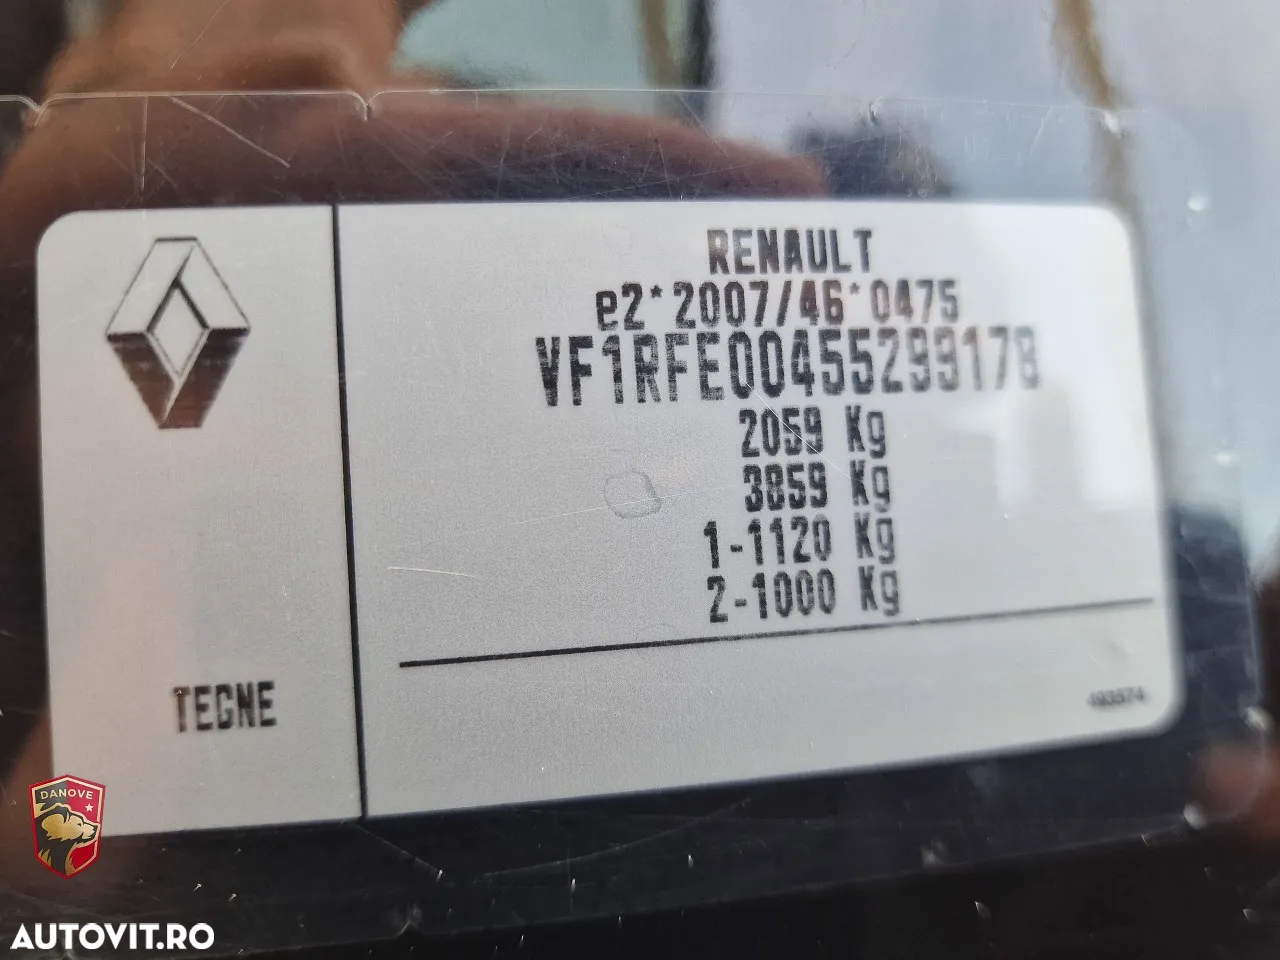 RENAULT
e2*2007/46*0475
VF1RFE00455299178
2059 Kg
3859 Kg
1-1120 Kg
2-1000 Kg
TEGNE
493574
DANOVE
AUTOVIT.RO